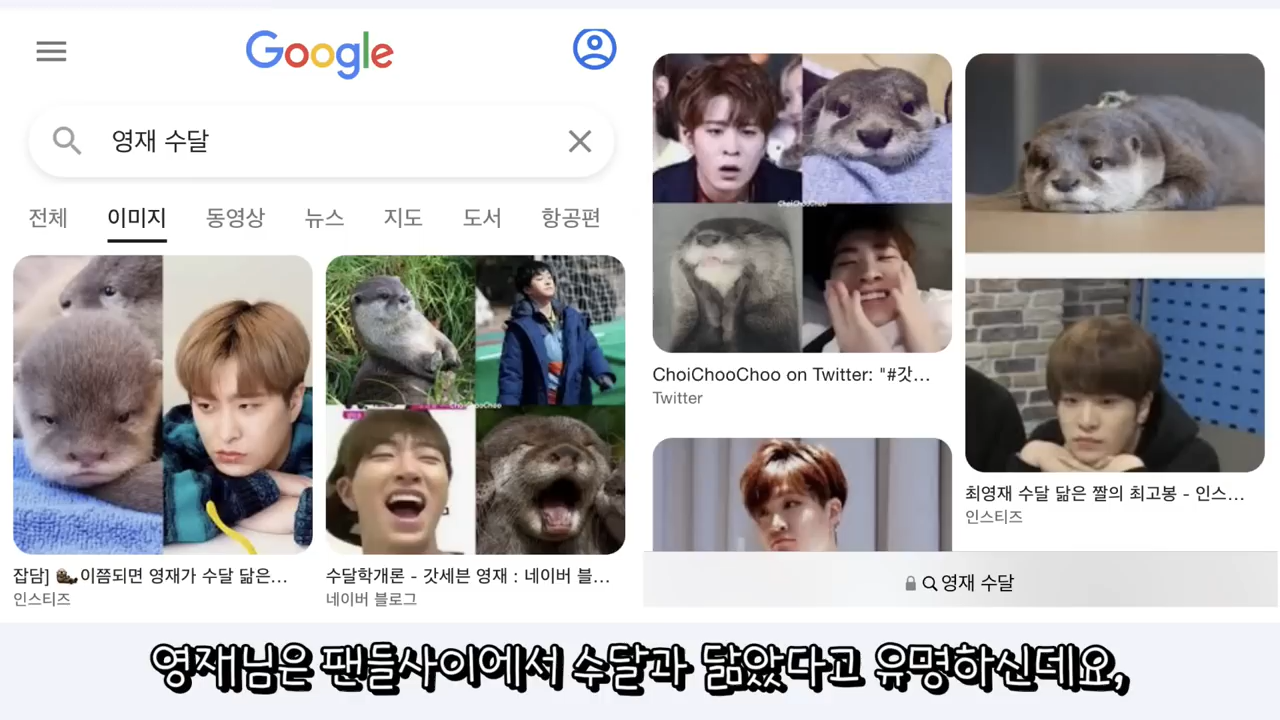 Google
영재 수달
전체 이미지 동영상 뉴스 지도 도서 항공편
잡담] 🦦이쯤되면 영재가 수달 닮은...
인스티즈
ChoiChooChoo
수달학개론 - 갓세븐 영재 : 네이버 블...
네이버 블로그
ChoiChooChoo
ChoiChooChoo on Twitter: "#갓...
Twitter
최영재 수달 닮은 짤의 최고봉 - 인스...
인스티즈
영재 수달
영재님은 팬들사이에서 수달과 닮았다고 유명하신데요,